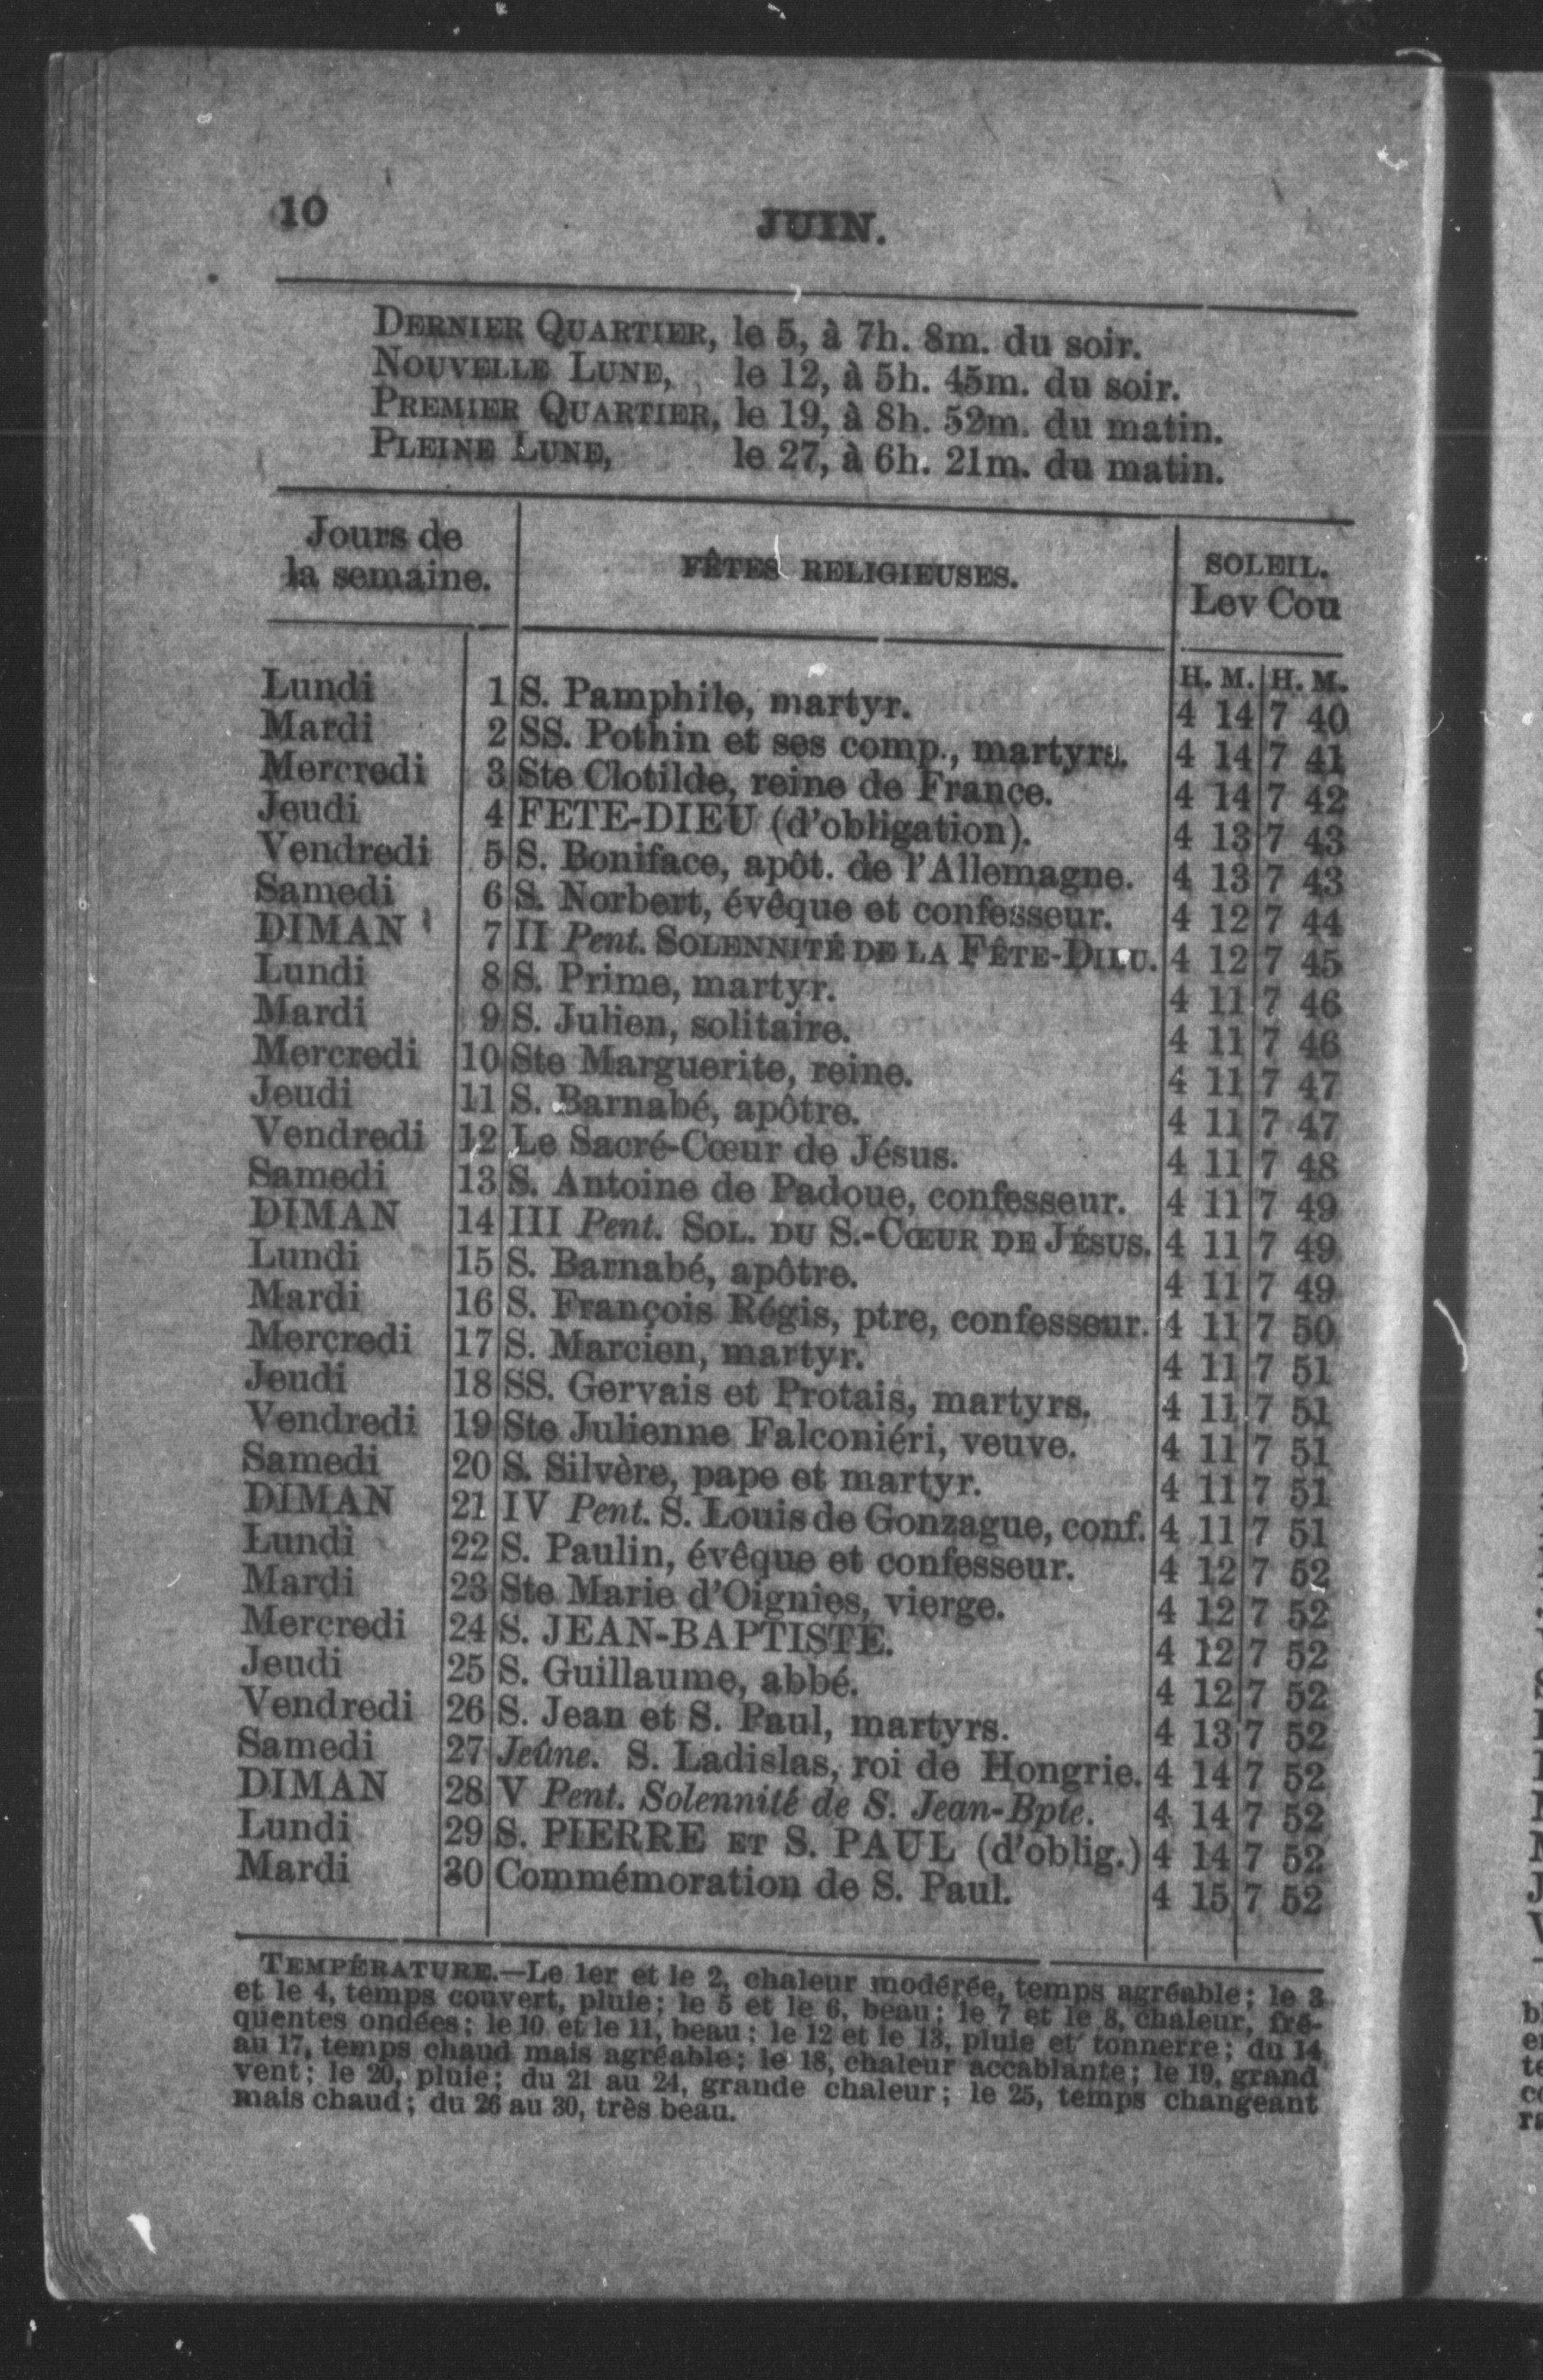 10
JUIN.
DERNIER QUARTIER, le 5, à 7h. 8m. du soir.
NOUVELLE LUNE, le 12, à 5h. 45m. du soir.
PREMIER QUARTIER, le 19, à 8h. 52m. du matin.
PLEINE LUNE, le 27, à 6h. 21m. du matin.
Jours de la semaine. FÊTES RELIGIEUSES. SOLEIL. Lev Cou
H. M. H. M.
Lundi 1 S. Pamphile, martyr. 4 14 7 40
Mardi 2 SS. Pothin et ses comp., martyrs. 4 14 7 41
Mercredi 3 Ste Clotilde, reine de France. 4 14 7 42
Jeudi 4 FETE-DIEU (d'obligation). 4 13 7 43
Vendredi 5 S. Boniface, apôt. de l'Allemagne. 4 13 7 43
Samedi 6 S. Norbert, évêque et confesseur. 4 12 7 44
DIMAN 7 II Pent. SOLENNITÉ DE LA FÊTE-DIEU. 4 12 7 45
Lundi 8 S. Prime, martyr. 4 11 7 46
Mardi 9 S. Julien, solitaire. 4 11 7 46
Mercredi 10 Ste Marguerite, reine. 4 11 7 47
Jeudi 11 S. Barnabé, apôtre. 4 11 7 47
Vendredi 12 Le Sacré-Cœur de Jésus. 4 11 7 48
Samedi 13 S. Antoine de Padoue, confesseur. 4 11 7 49
DIMAN 14 III Pent. SOL. DU S.-CŒUR DE JÉSUS. 4 11 7 49
Lundi 15 S. Barnabé, apôtre. 4 11 7 49
Mardi 16 S. François Régis, ptre, confesseur. 4 11 7 50
Mercredi 17 S. Marcien, martyr. 4 11 7 51
Jeudi 18 SS. Gervais et Protais, martyrs. 4 11 7 51
Vendredi 19 Ste Julienne Falconiéri, veuve. 4 11 7 51
Samedi 20 S. Silvère, pape et martyr. 4 11 7 51
DIMAN 21 IV Pent. S. Louis de Gonzague, conf. 4 11 7 51
Lundi 22 S. Paulin, évêque et confesseur. 4 12 7 52
Mardi 23 Ste Marie d'Oignies, vierge. 4 12 7 52
Mercredi 24 S. JEAN-BAPTISTE. 4 12 7 52
Jeudi 25 S. Guillaume, abbé. 4 12 7 52
Vendredi 26 S. Jean et S. Paul, martyrs. 4 13 7 52
Samedi 27 Jeûne. S. Ladislas, roi de Hongrie. 4 14 7 52
DIMAN 28 V Pent. Solennité de S. Jean-Bpte. 4 14 7 52
Lundi 29 S. PIERRE ET S. PAUL (d'oblig.) 4 14 7 52
Mardi 30 Commémoration de S. Paul. 4 15 7 52
TEMPÉRATURE.—Le 1er et le 2, chaleur modérée, temps agréable; le 3
et le 4, temps couvert, pluie; le 5 et le 6, beau; le 7 et le 8, chaleur, fré-
quentes ondées; le 10 et le 11, beau; le 12 et le 13, pluie et tonnerre; du 14
au 17, temps chaud mais agréable; le 18, chaleur accablante; le 19, grand
vent; le 20, pluie; du 21 au 24, grande chaleur; le 25, temps changeant
mais chaud; du 26 au 30, très beau.